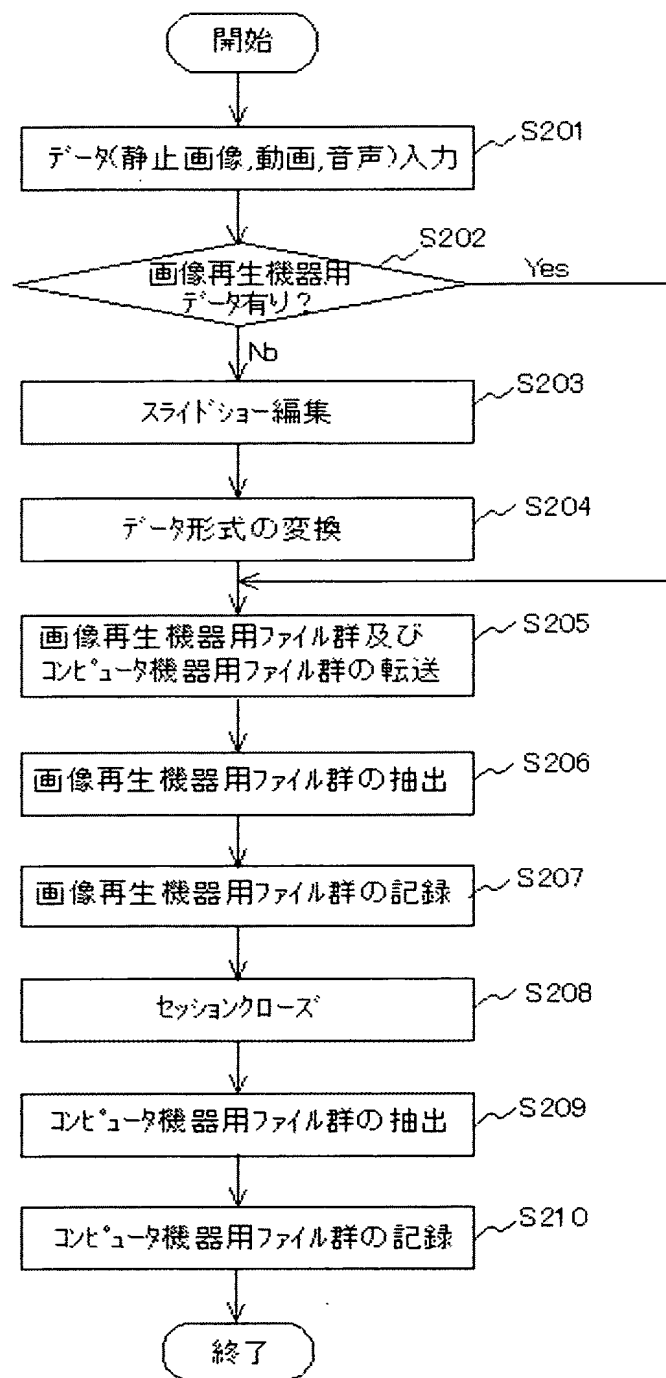 開始
S201
データ(静止画像,動画,音声)入力
S202
画像再生機器用
データ有り?
Yes
No
S203
スライドショー編集
S204
データ形式の変換
S205
画像再生機器用ファイル群及び
コンピュータ機器用ファイル群の転送
S206
画像再生機器用ファイル群の抽出
S207
画像再生機器用ファイル群の記録
S208
セッションクローズ
S209
コンピュータ機器用ファイル群の抽出
S210
コンピュータ機器用ファイル群の記録
終了